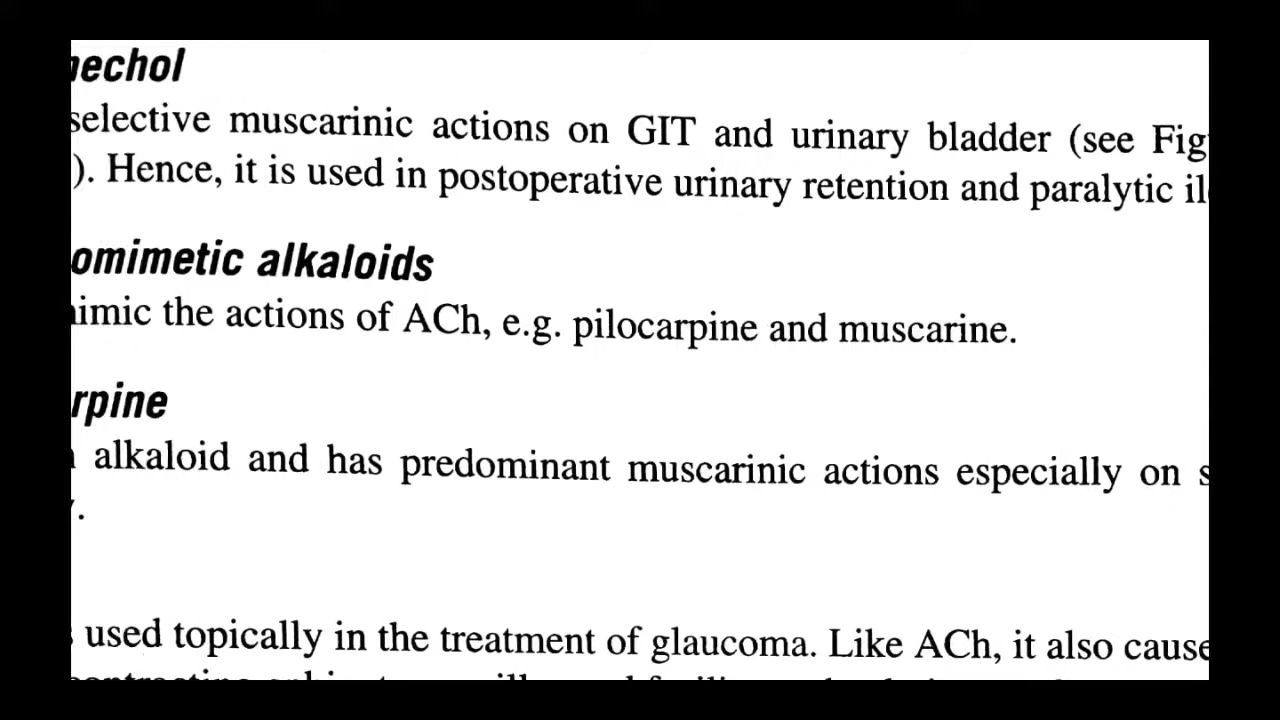 nechol
selective muscarinic actions on GIT and urinary bladder (see Fig
). Hence, it is used in postoperative urinary retention and paralytic il
omimetic alkaloids
imic the actions of ACh, e.g. pilocarpine and muscarine.
rpine
alkaloid and has predominant muscarinic actions especially on s
.
used topically in the treatment of glaucoma. Like ACh, it also cause